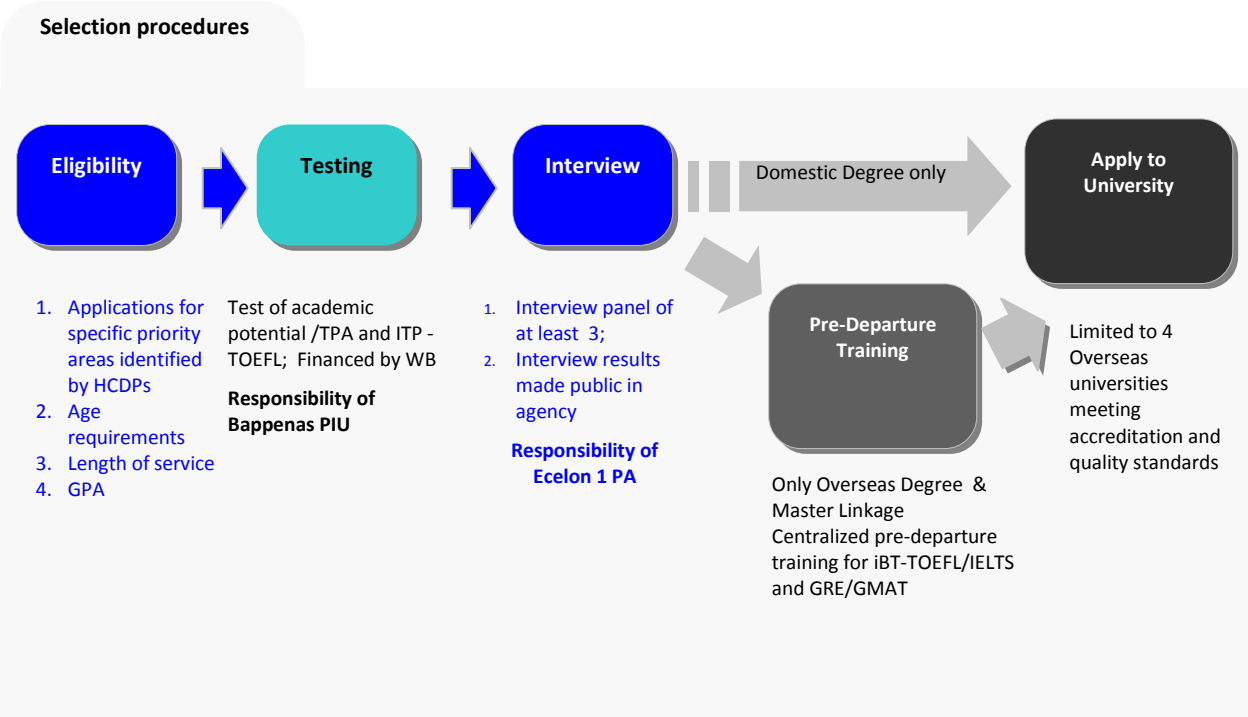 Selection procedures
Eligibility
Testing
Interview
Domestic Degree only
Apply to
University
1. Applications for
specific priority
areas identified
by HCDPs
2. Age
requirements
3. Length of service
4. GPA
Test of academic
potential /TPA and ITP -
TOEFL;  Financed by WB
Responsibility of
Bappenas PIU
1. Interview panel of
at least  3;
2. Interview results
made public in
agency
Responsibility of
Ecelon 1 PA
Pre-Departure
Training
Only Overseas Degree  &
Master Linkage
Centralized pre-departure
training for iBT-TOEFL/IELTS
and GRE/GMAT
Limited to 4
Overseas
universities
meeting
accreditation and
quality standards